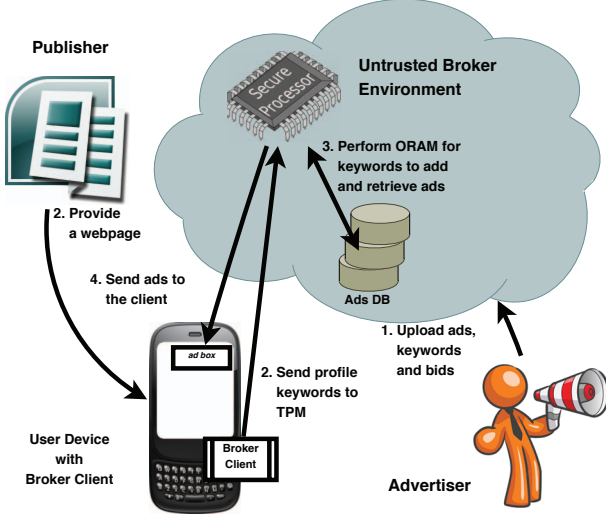 Publisher
Secure
Processor
Untrusted Broker
Environment
3. Perform ORAM for
keywords to add
and retrieve ads
2. Provide
a webpage
4. Send ads to
the client
Ads DB
1. Upload ads,
keywords
and bids
ad box
2. Send profile
keywords to
TPM
User Device
with
Broker Client
Broker
Client
Advertiser